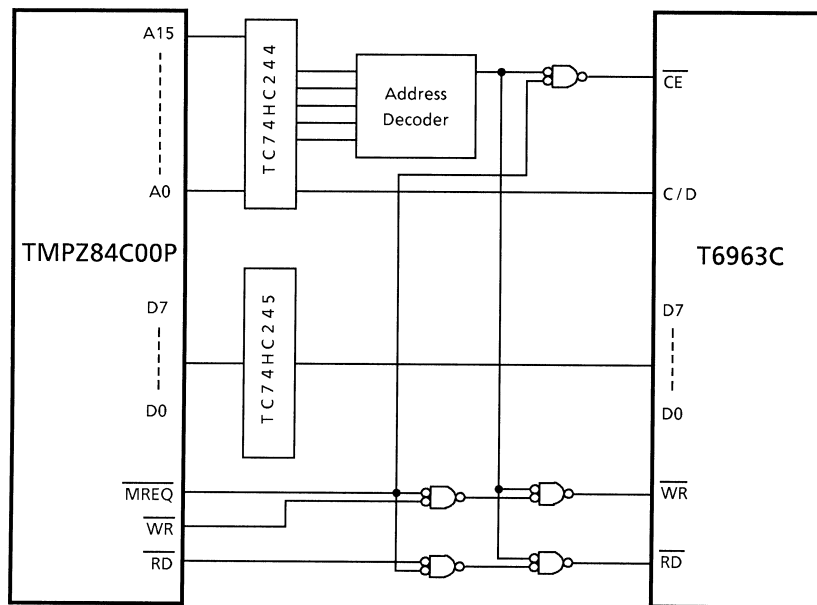 A15
A0
TMPZ84C00P
D7
D0
MREQ
WR
RD
TC74HC244
Address
Decoder
TC74HC245
CE
C/D
T6963C
D7
D0
WR
RD